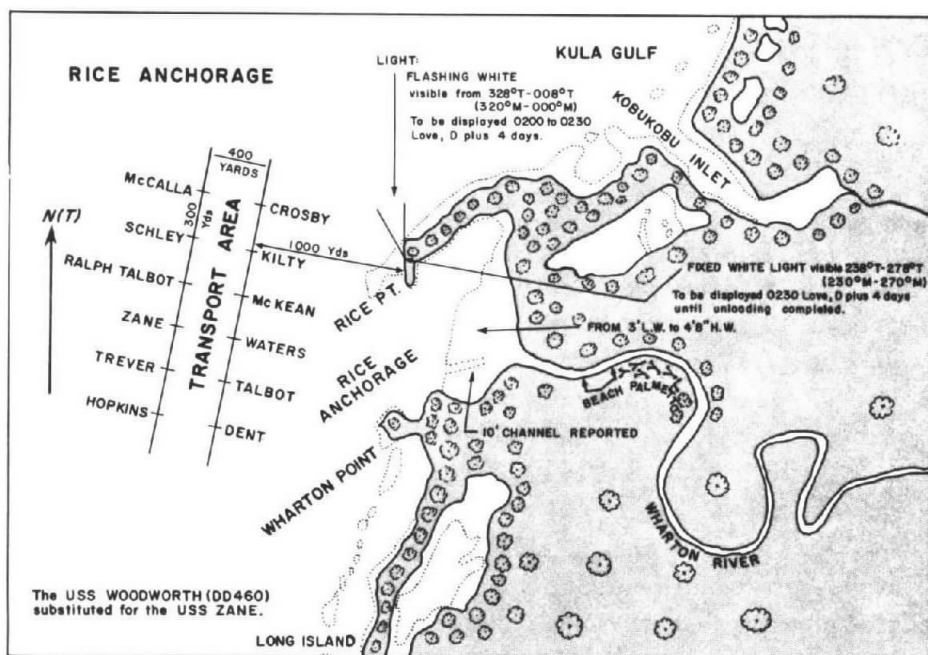 RICE ANCHORAGE
LIGHT:
FLASHING WHITE
visible from 328°T-008°T
(320°M-000°M)
To be displayed 0200 to 0230
Love, D plus 4 days.
KULA GULF
KOBUKOBU INLET
N(T)
400
YARDS
300
Yds
TRANSPORT AREA
McCALLA
SCHLEY
RALPH TALBOT
ZANE
TREVER
HOPKINS
CROSBY
KILTY
McKEAN
WATERS
TALBOT
DENT
1000 Yds
RICE PT.
FIXED WHITE LIGHT visible 238°T-278°T
(230°M-270°M)
To be displayed 0230 Love, D plus 4 days
until unloading completed.
FROM 3' L.W. to 4'8" H.W.
RICE
ANCHORAGE
BEACH PALMER
10' CHANNEL REPORTED
WHARTON POINT
WHARTON
RIVER
The USS WOODWORTH (DD460)
substituted for the USS ZANE.
LONG ISLAND